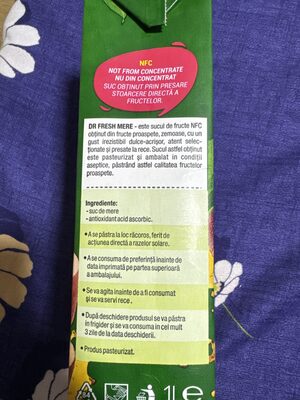 NFC
NOT FROM CONCENTRATE
NU DIN CONCENTRAT
SUC OBȚINUT PRIN PRESARE
STOARCERE DIRECTĂ A
FRUCTELOR.
DR FRESH MERE - este sucul de fructe NFC
obținut din fructe proaspete, zemoase, cu un
gust irezistibil dulce-acrișor, atent selec-
ționate și presate la rece. Sucul astfel obținut
este pasteurizat și ambalat în condiții
aseptice, păstrând astfel calitatea fructelor
proaspete.
Ingrediente:
- suc de mere
- antioxidant acid ascorbic.
• A se păstra la loc răcoros, ferit de
acțiunea directă a razelor solare.
• A se consuma de preferință înainte de
data imprimată pe partea superioară
a ambalajului.
• Se va agita inainte de a fi consumat
și se va servi rece.
• După deschidere produsul se va păstra
in frigider și se va consuma in cel mult
3 zile de la data deschiderii.
• Produs pasteurizat.
1L e